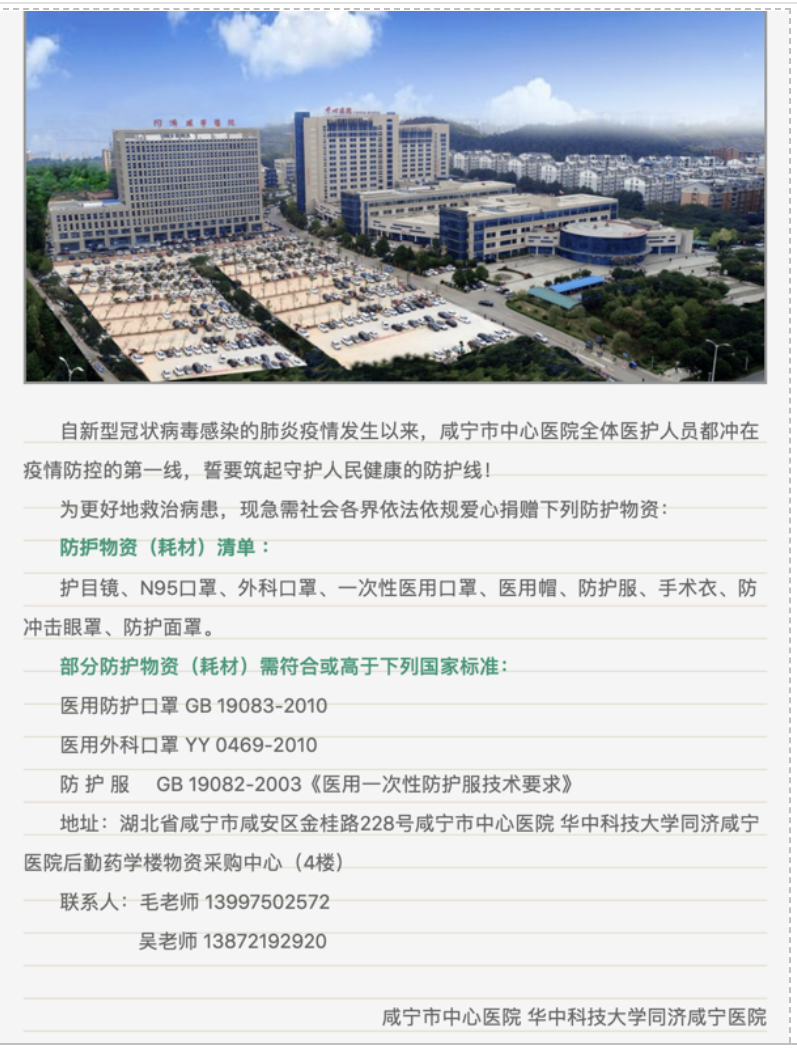 同济咸宁医院
中心医院
自新型冠状病毒感染的肺炎疫情发生以来，咸宁市中心医院全体医护人员都冲在
疫情防控的第一线，誓要筑起守护人民健康的防护线！
为更好地救治病患，现急需社会各界依法依规爱心捐赠下列防护物资：
防护物资（耗材）清单：
护目镜、N95口罩、外科口罩、一次性医用口罩、医用帽、防护服、手术衣、防
冲击眼罩、防护面罩。
部分防护物资（耗材）需符合或高于下列国家标准：
医用防护口罩 GB 19083-2010
医用外科口罩 YY 0469-2010
防 护 服 GB 19082-2003《医用一次性防护服技术要求》
地址：湖北省咸宁市咸安区金桂路228号咸宁市中心医院 华中科技大学同济咸宁
医院后勤药学楼物资采购中心（4楼）
联系人：毛老师 13997502572
吴老师 13872192920
咸宁市中心医院 华中科技大学同济咸宁医院